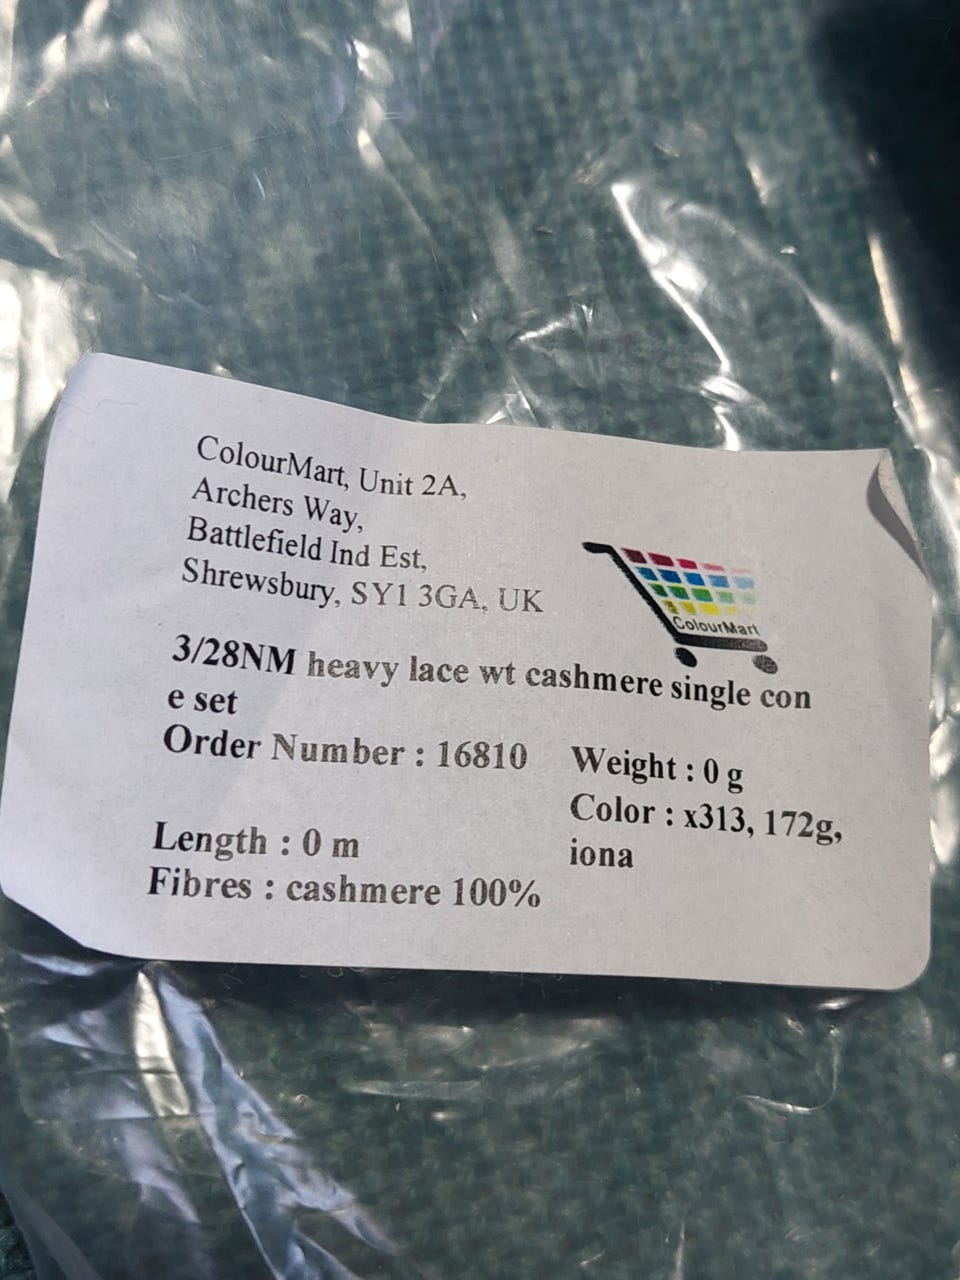 ColourMart, Unit 2A,
Archers Way,
Battlefield Ind Est,
Shrewsbury, SY1 3GA, UK
ColourMart
3/28NM heavy lace wt cashmere single con
e set
Order Number : 16810
Weight : 0 g
Color : x313, 172g,
iona
Length : 0 m
Fibres : cashmere 100%